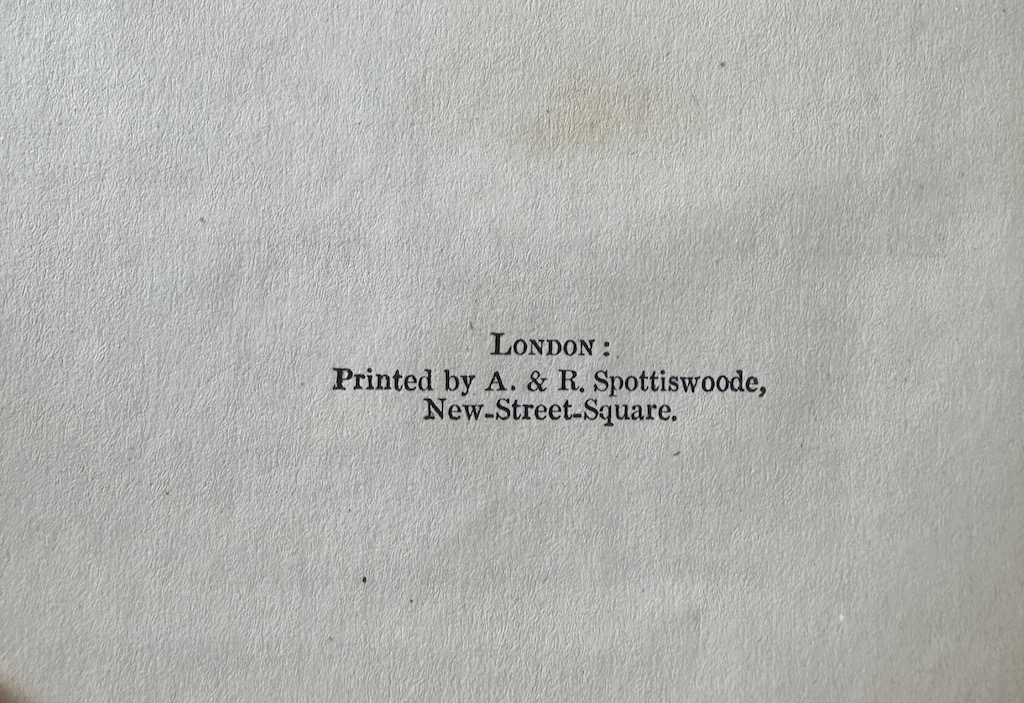 London:
Printed by A. & R. Spottiswoode,
New-Street-Square.